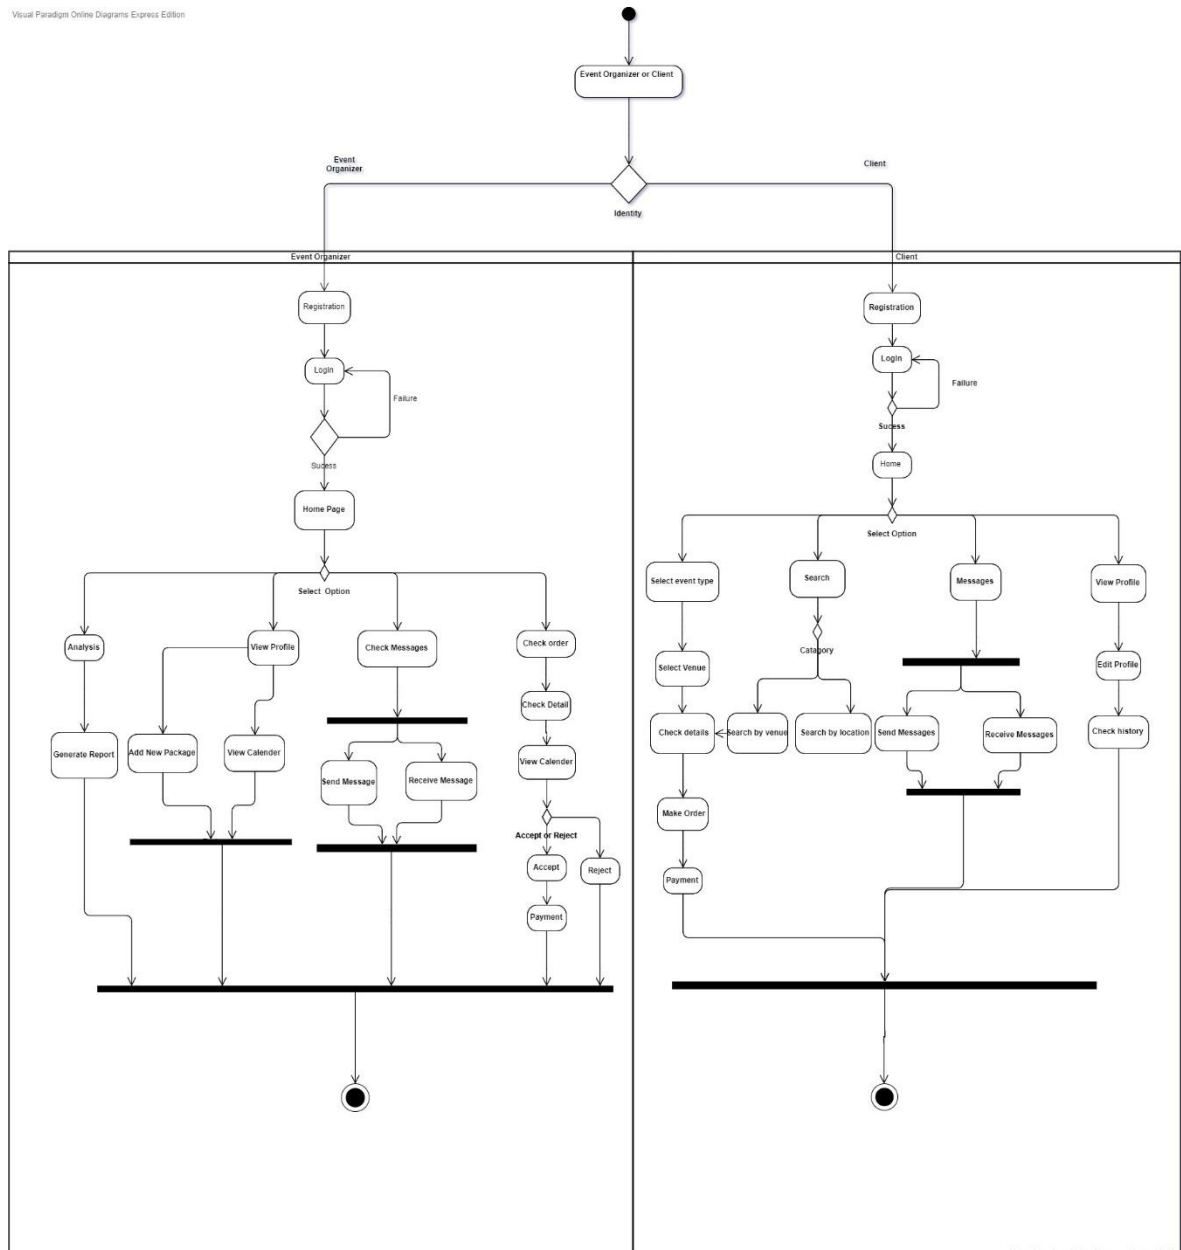 Visual Paradigm Online Diagrams Express Edition
Event Organizer or Client
Event
Organizer
Client
Identity
Event Organizer
Client
Registration
Login
Failure
Sucess
Home Page
Select Option
Analysis
View Profile
Check Messages
Check order
Check Detail
Generate Report
Add New Package
View Calender
Send Message
Receive Message
View Calender
Accept or Reject
Accept
Reject
Payment
Registration
Login
Failure
Sucess
Home
Select Option
Select event type
Search
Messages
View Profile
Catagory
Select Venue
Edit Profile
Check details
Search by venue
Search by location
Send Messages
Receive Messages
Check history
Make Order
Payment